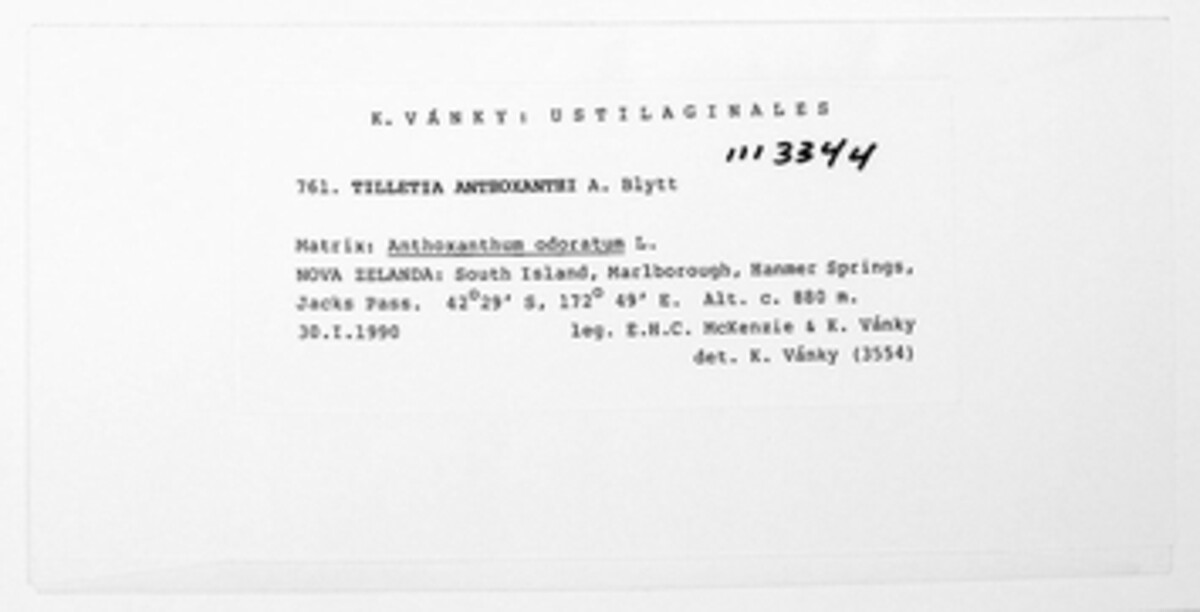 K. VÁNKY: USTILAGINALES
1113344
761. TILLETIA ANTHOXANTHI A. Blytt
Matrix: Anthoxanthum odoratum L.
NOVA ZELANDA: South Island, Marlborough, Hanmer Springs,
Jacks Pass. 42°29' S, 172° 49' E. Alt. c. 880 m.
30.I.1990 leg. E.H.C. McKenzie & K. Vánky
det. K. Vánky (3554)